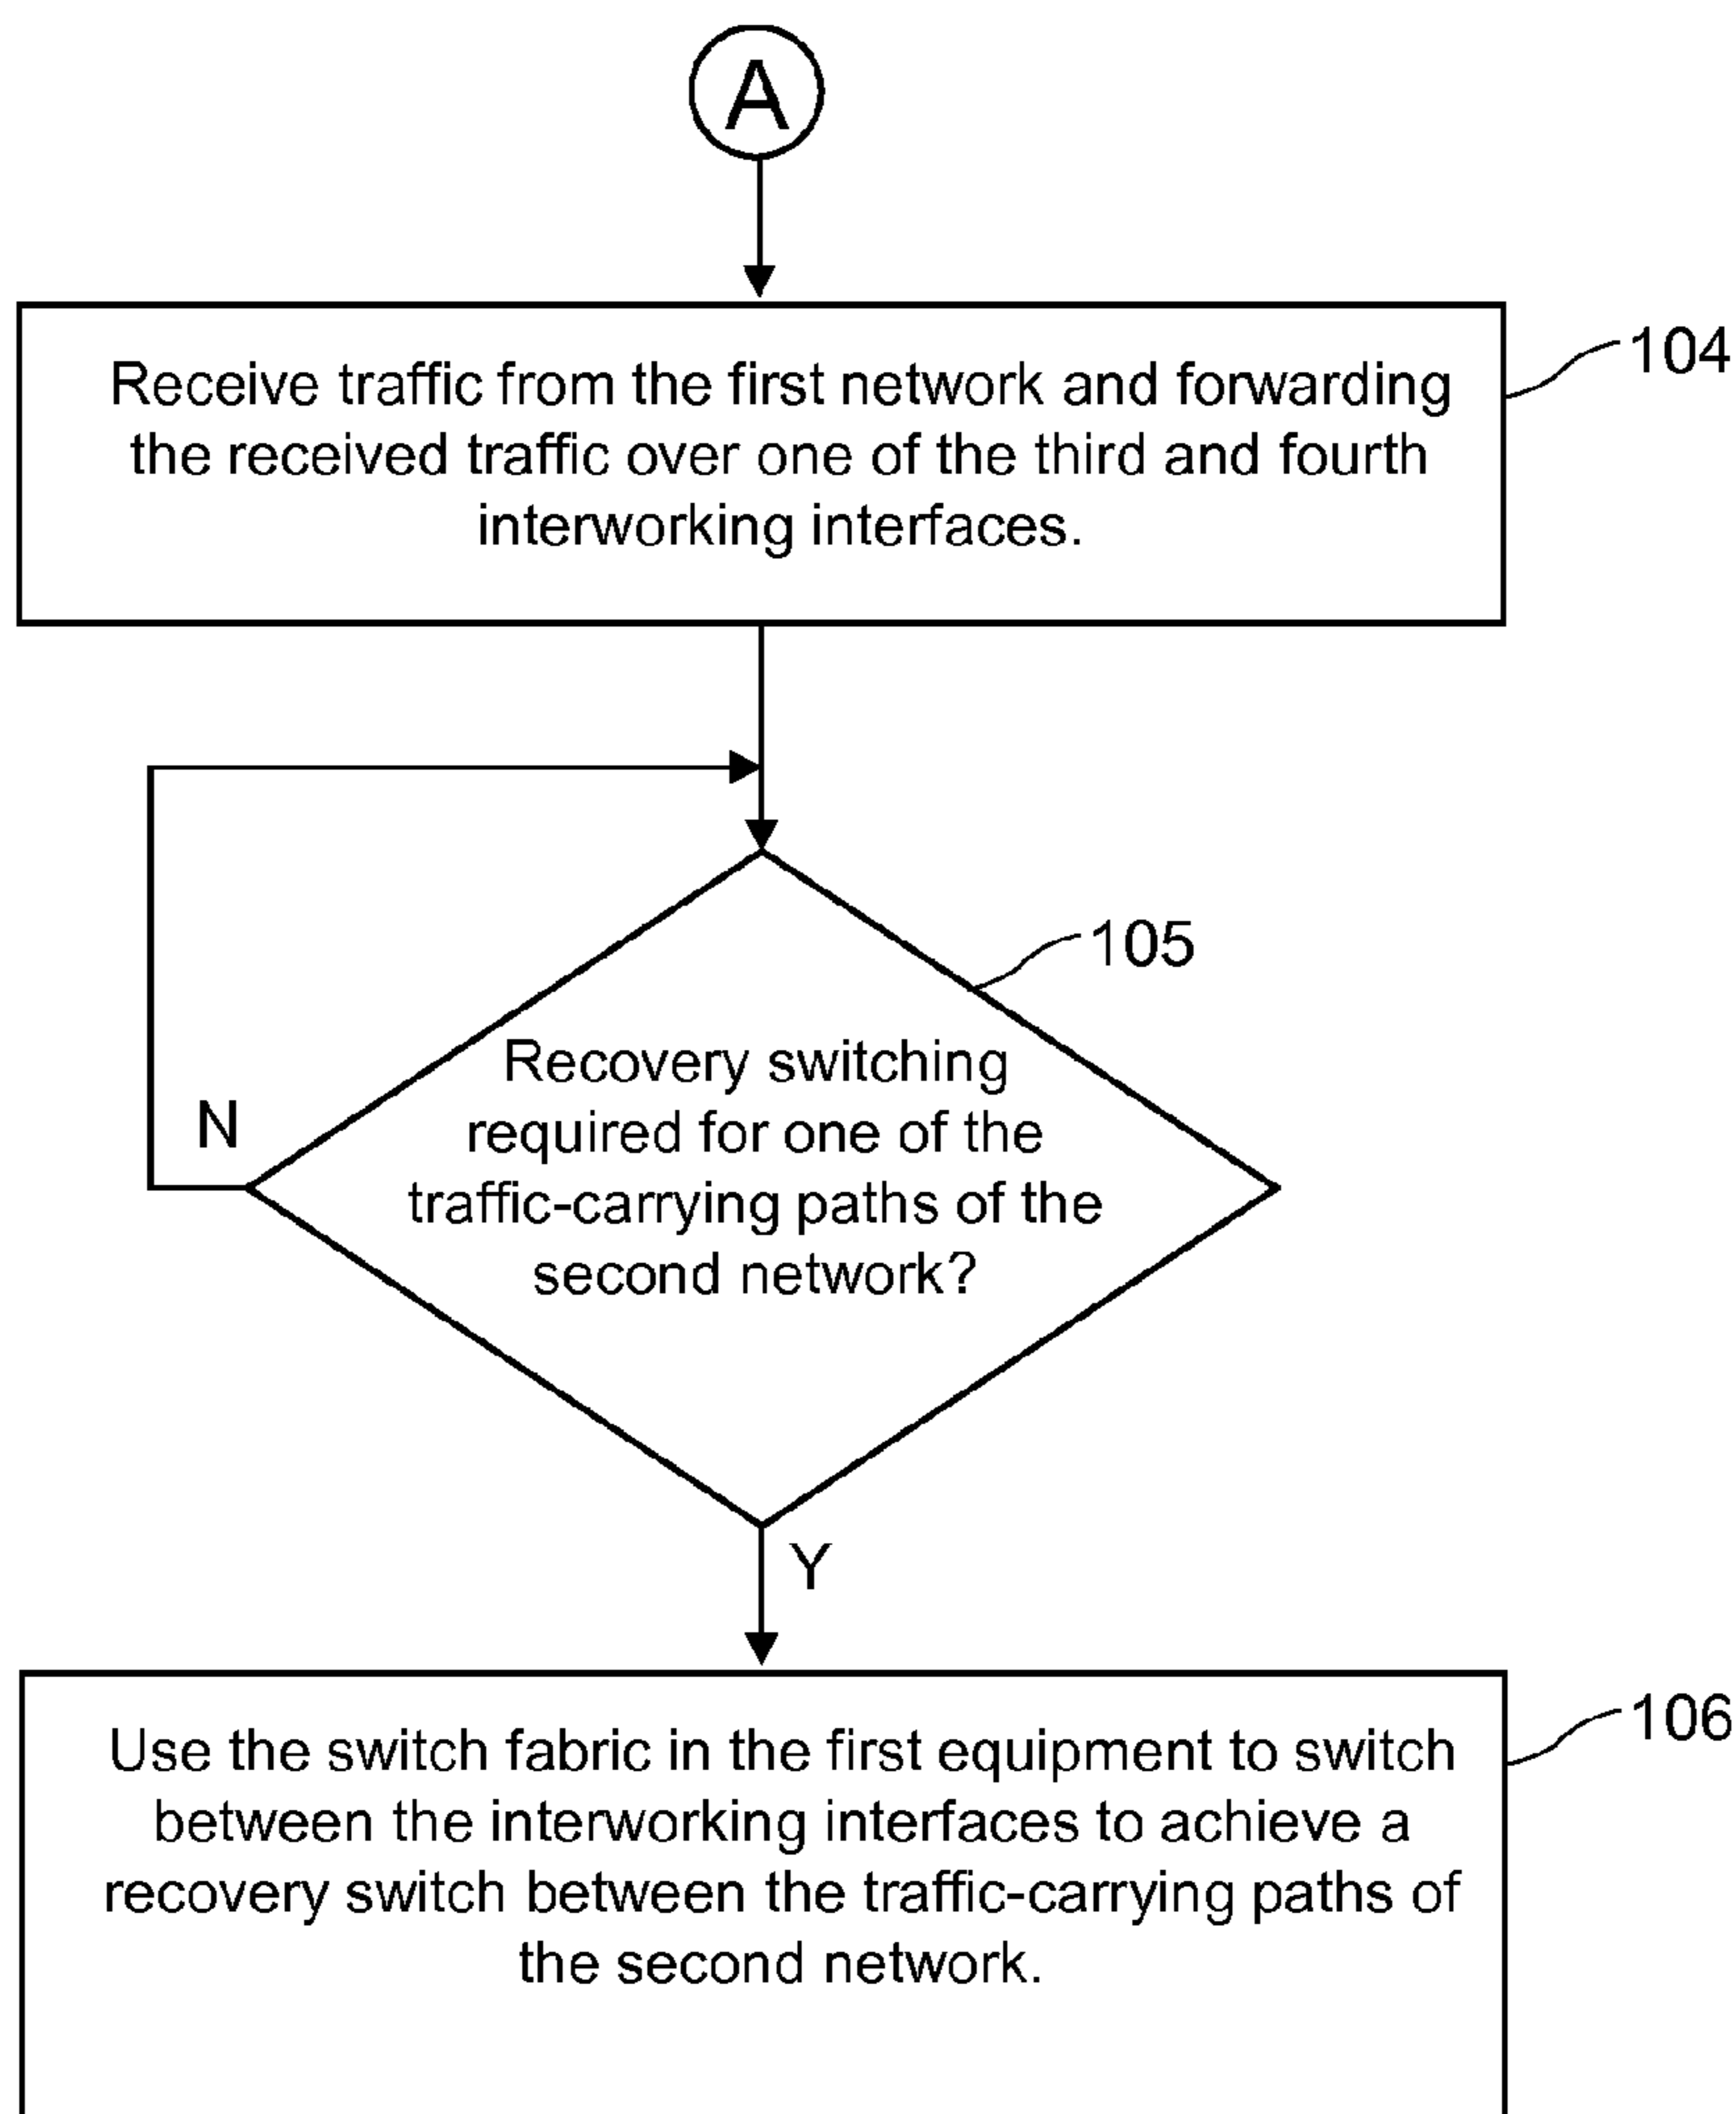 A
Receive traffic from the first network and forwarding
the received traffic over one of the third and fourth
interworking interfaces.
104
105
Recovery switching
required for one of the
traffic-carrying paths of the
second network?
N
Y
Use the switch fabric in the first equipment to switch
between the interworking interfaces to achieve a
recovery switch between the traffic-carrying paths of
the second network.
106